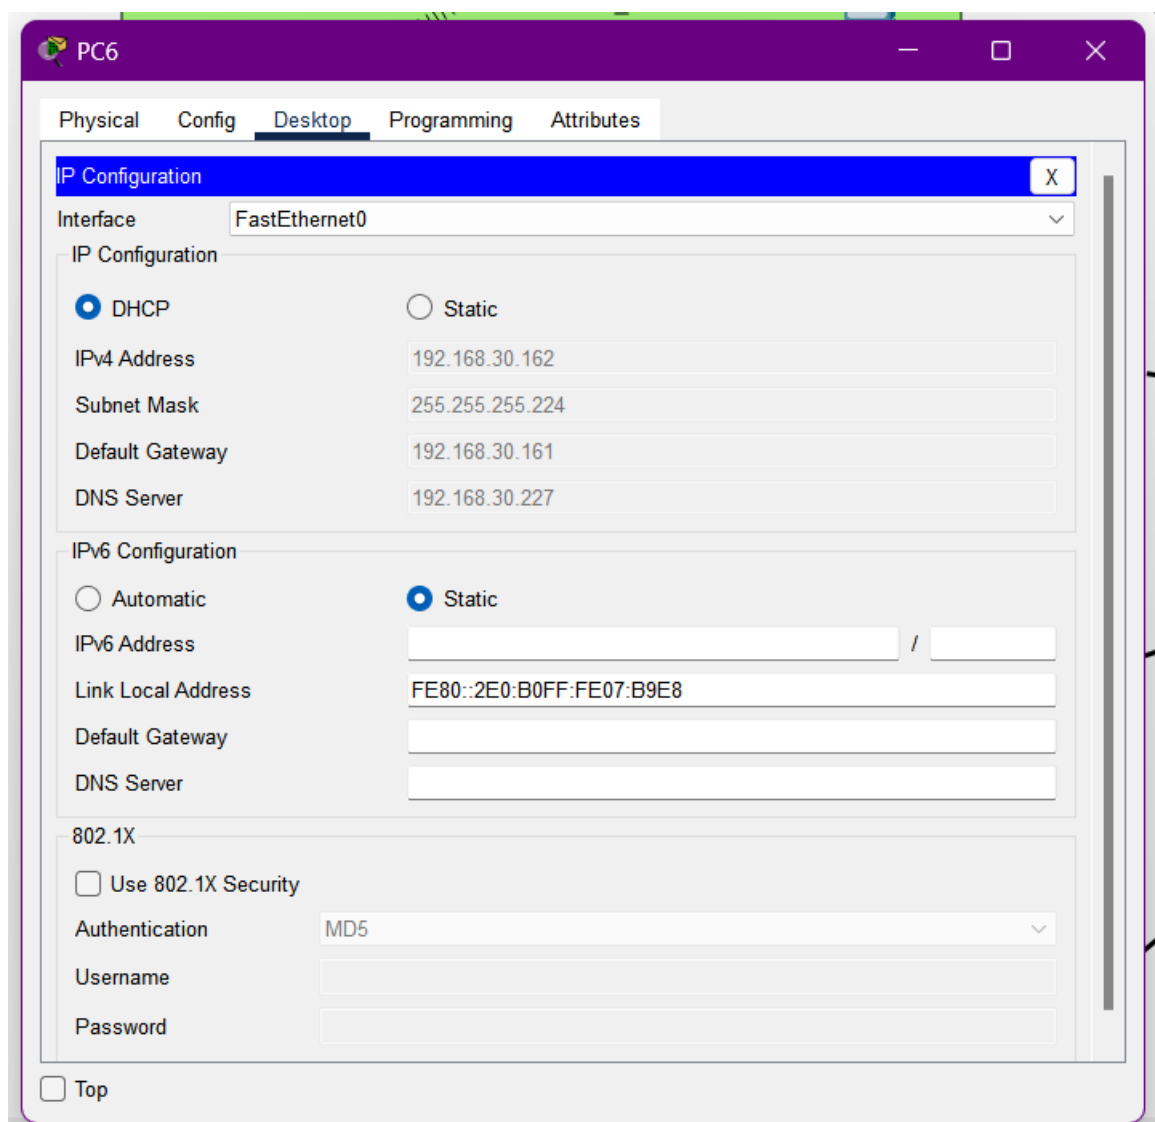 PC6
Physical Config Desktop Programming Attributes
IP Configuration X
Interface FastEthernet0
IP Configuration
DHCP Static
IPv4 Address 192.168.30.162
Subnet Mask 255.255.255.224
Default Gateway 192.168.30.161
DNS Server 192.168.30.227
IPv6 Configuration
Automatic Static
IPv6 Address /
Link Local Address FE80::2E0:B0FF:FE07:B9E8
Default Gateway
DNS Server
802.1X
Use 802.1X Security
Authentication MD5
Username
Password
Top